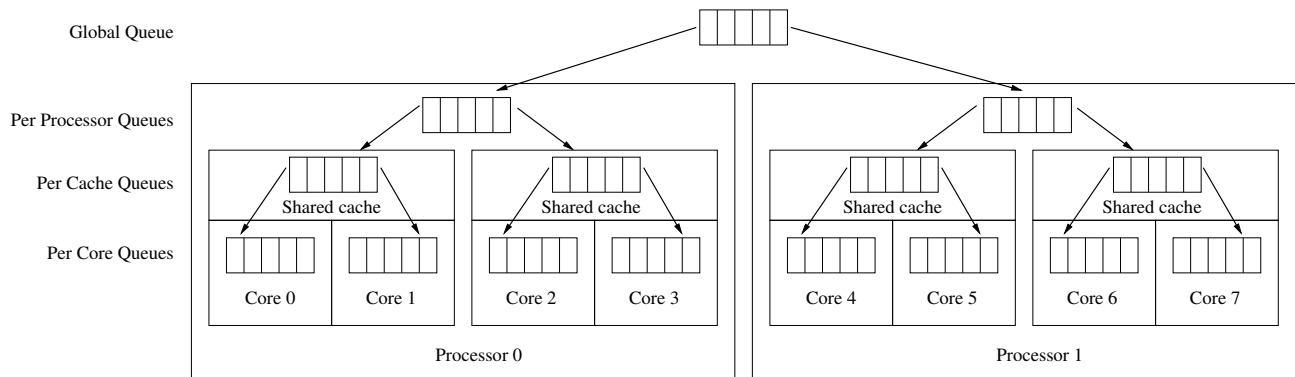 Global Queue
Per Processor Queues
Per Cache Queues
Shared cache
Shared cache
Shared cache
Shared cache
Per Core Queues
Core 0
Core 1
Core 2
Core 3
Core 4
Core 5
Core 6
Core 7
Processor 0
Processor 1